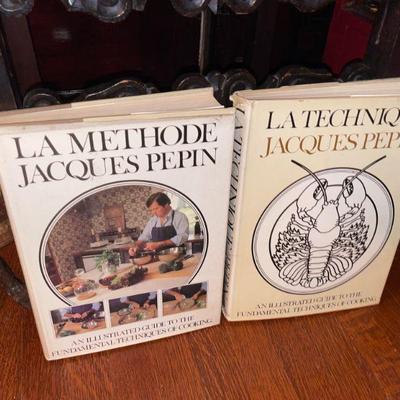 LA METHODE
JACQUES PEPIN
AN ILLUSTRATED GUIDE TO THE
FUNDAMENTAL TECHNIQUES OF COOKING
LA TECHNIQ
JACQUES PEP
AN ILLUSTRATED GUIDE TO THE
FUNDAMENTAL TECHNIQUES OF COOKING